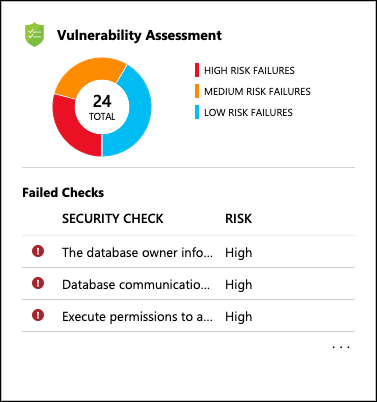 Vulnerability Assessment
24
TOTAL
HIGH RISK FAILURES
MEDIUM RISK FAILURES
LOW RISK FAILURES
Failed Checks
SECURITY CHECK RISK
The database owner info... High
Database communicatio... High
Execute permissions to a... High
...